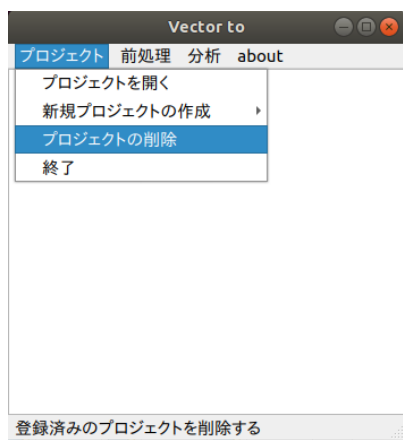 Vector to
プロジェクト 前処理 分析 about
プロジェクトを開く
新規プロジェクトの作成
プロジェクトの削除
終了
登録済みのプロジェクトを削除する